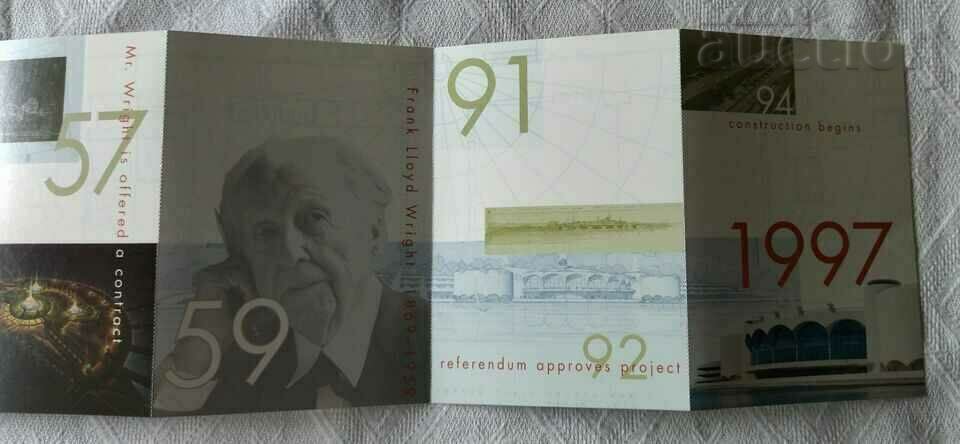 57
Mr. Wright is offered a contract
59
Frank Lloyd Wright 1869-1959
91
92
referendum approves project
94
construction begins
1997
auctio